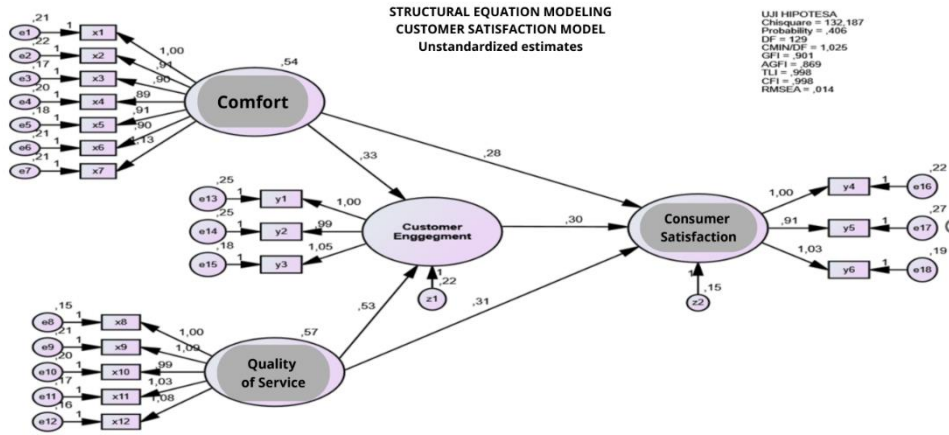 STRUCTURAL EQUATION MODELING
CUSTOMER SATISFACTION MODEL
Unstandardized estimates
UJI HIPOTESA
Chisquare = 132,187
Probability = ,406
DF = 129
CMIN/DF = 1,025
GFI = ,901
AGFI = ,869
TLI = ,998
CFI = ,998
RMSEA = ,014
,21
e1 1 x1
,22
e2 1 x2
,17
e3 1 x3
,20
e4 1 x4
,18
e5 1 x5
,21
e6 1 x6
,21
e7 1 x7
1,00
,91
,90
,89
,91
,90
,13
,54
Comfort
,33
,28
,25
e13 1 y1
,25
e14 1 y2
,18
e15 1 y3
1,00
,99
1,05
Customer
Enggegment
1
,22
z1
,30
,53
,31
Consumer
Satisfaction
1
,15
z2
1,00
,91
1,03
,22
y4 1 e16
,27
y5 1 e17
,19
y6 1 e18
,15
e8 1 x8
,21
e9 1 x9
,20
e10 1 x10
,17
e11 1 x11
,16
e12 1 x12
1,00
1,09
,99
1,03
1,08
,57
Quality
of Service